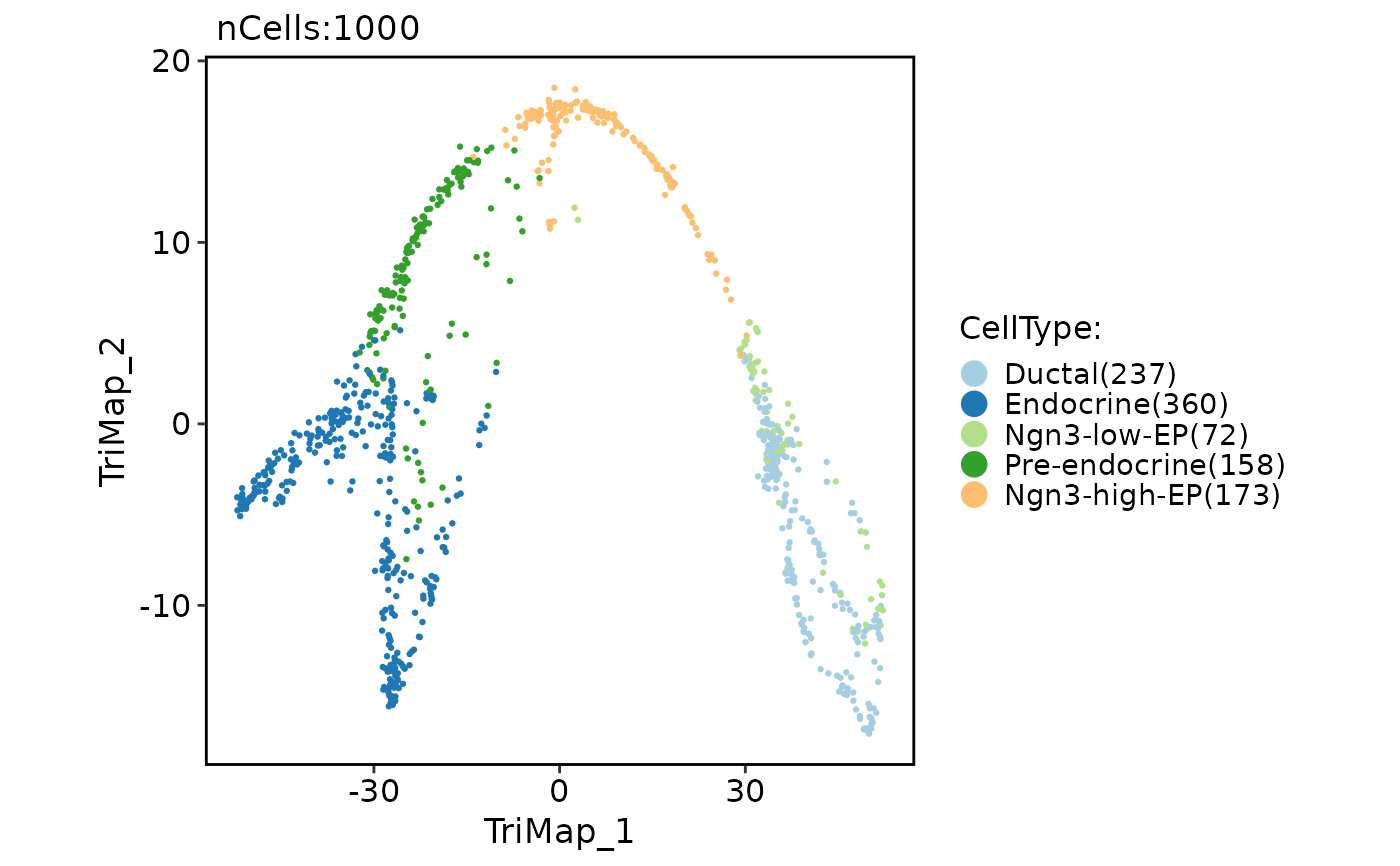 nCells:1000
20
10
0
-10
TriMap_2
-30
0
30
TriMap_1
CellType:
Ductal(237)
Endocrine(360)
Ngn3-low-EP(72)
Pre-endocrine(158)
Ngn3-high-EP(173)